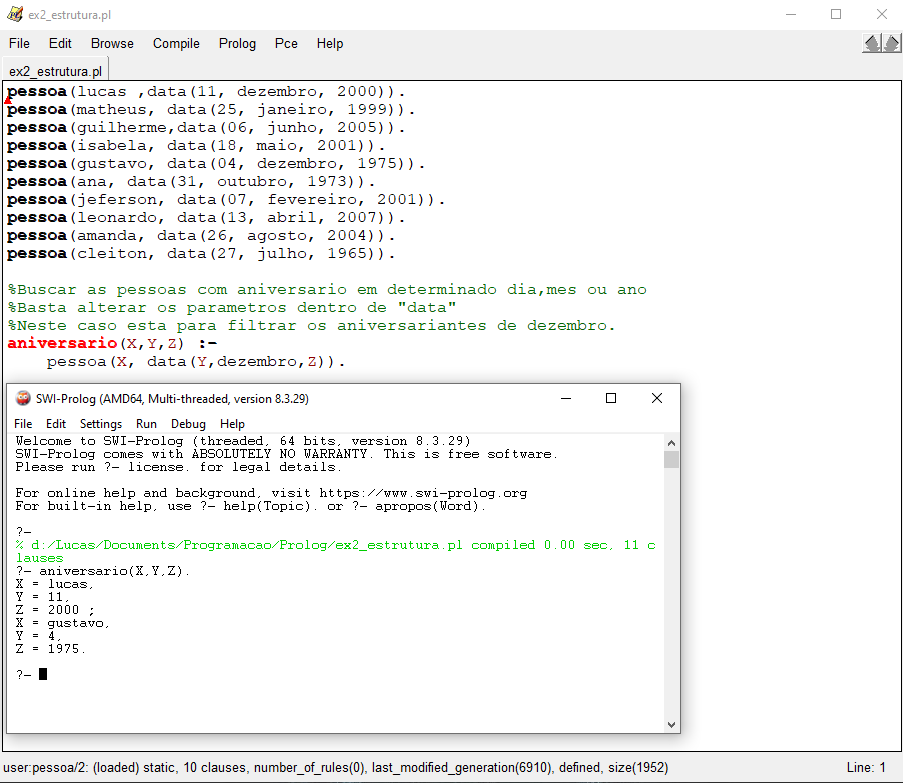 ex2_estrutura.pl
File Edit Browse Compile Prolog Pce Help
ex2_estrutura.pl
pessoa(lucas ,data(11, dezembro, 2000)).
pessoa(matheus, data(25, janeiro, 1999)).
pessoa(guilherme,data(06, junho, 2005)).
pessoa(isabela, data(18, maio, 2001)).
pessoa(gustavo, data(04, dezembro, 1975)).
pessoa(ana, data(31, outubro, 1973)).
pessoa(jeferson, data(07, fevereiro, 2001)).
pessoa(leonardo, data(13, abril, 2007)).
pessoa(amanda, data(26, agosto, 2004)).
pessoa(cleiton, data(27, julho, 1965)).
%Buscar as pessoas com aniversario em determinado dia,mes ou ano
%Basta alterar os parametros dentro de "data"
%Neste caso esta para filtrar os aniversariantes de dezembro.
aniversario(X,Y,Z) :-
    pessoa(X, data(Y,dezembro,Z)).
SWI-Prolog (AMD64, Multi-threaded, version 8.3.29)
File Edit Settings Run Debug Help
Welcome to SWI-Prolog (threaded, 64 bits, version 8.3.29)
SWI-Prolog comes with ABSOLUTELY NO WARRANTY. This is free software.
Please run ?- license. for legal details.
For online help and background, visit https://www.swi-prolog.org
For built-in help, use ?- help(Topic). or ?- apropos(Word).
?-
% d:/Lucas/Documents/Programacao/Prolog/ex2_estrutura.pl compiled 0.00 sec, 11 c
lauses
?- aniversario(X,Y,Z).
X = lucas,
Y = 11,
Z = 2000 ;
X = gustavo,
Y = 4,
Z = 1975.
?-
user:pessoa/2: (loaded) static, 10 clauses, number_of_rules(0), last_modified_generation(6910), defined, size(1952)
Line: 1